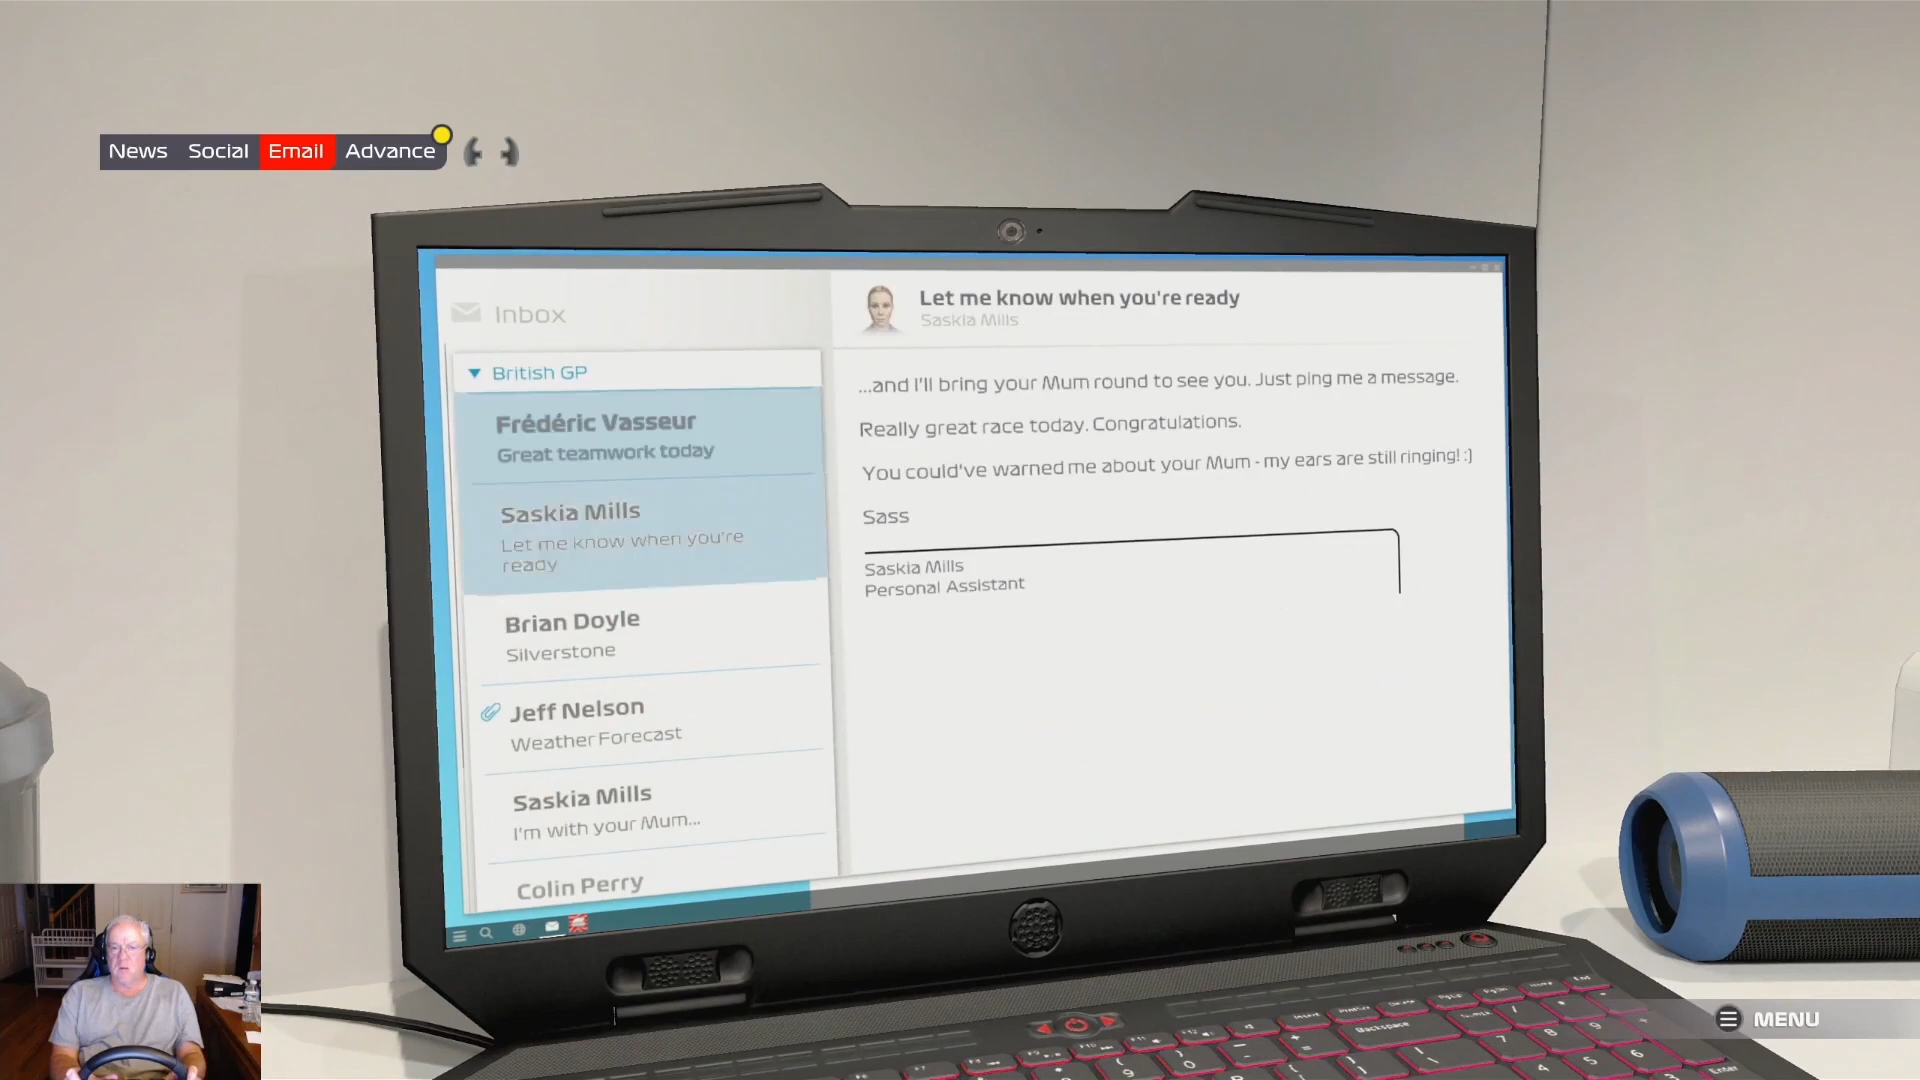 News Social Email Advance
Inbox
British GP
Frédéric Vasseur
Great teamwork today
Saskia Mills
Let me know when you're
ready
Brian Doyle
Silverstone
Jeff Nelson
Weather Forecast
Saskia Mills
I'm with your Mum...
Colin Perry
Let me know when you're ready
Saskia Mills
...and I'll bring your Mum round to see you. Just ping me a message.
Really great race today. Congratulations.
You could've warned me about your Mum - my ears are still ringing! :)
Sass
Saskia Mills
Personal Assistant
Backspace
Enter
MENU